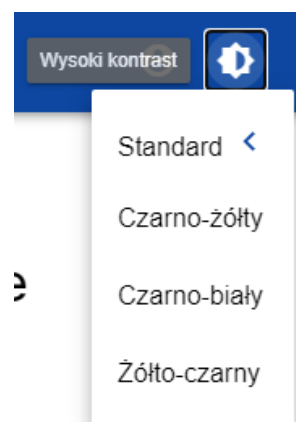 Wysoki kontrast
Standard
Czarno-żółty
e
Czarno-biały
Żółto-czarny